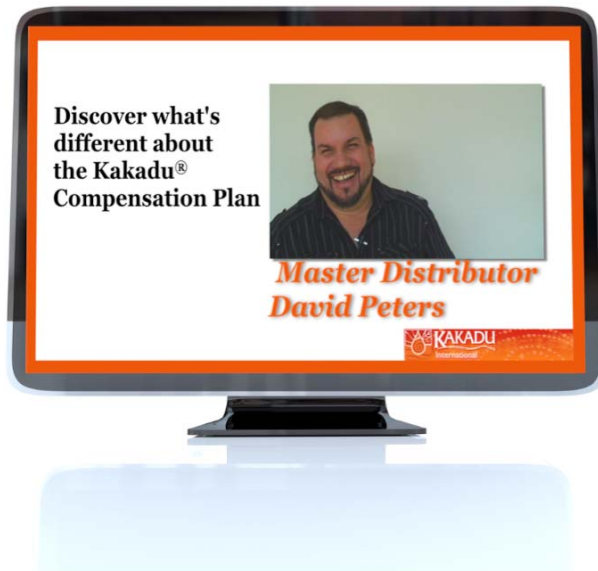 Discover what's
different about
the Kakadu®
Compensation Plan
Master Distributor
David Peters
KAKADU
International